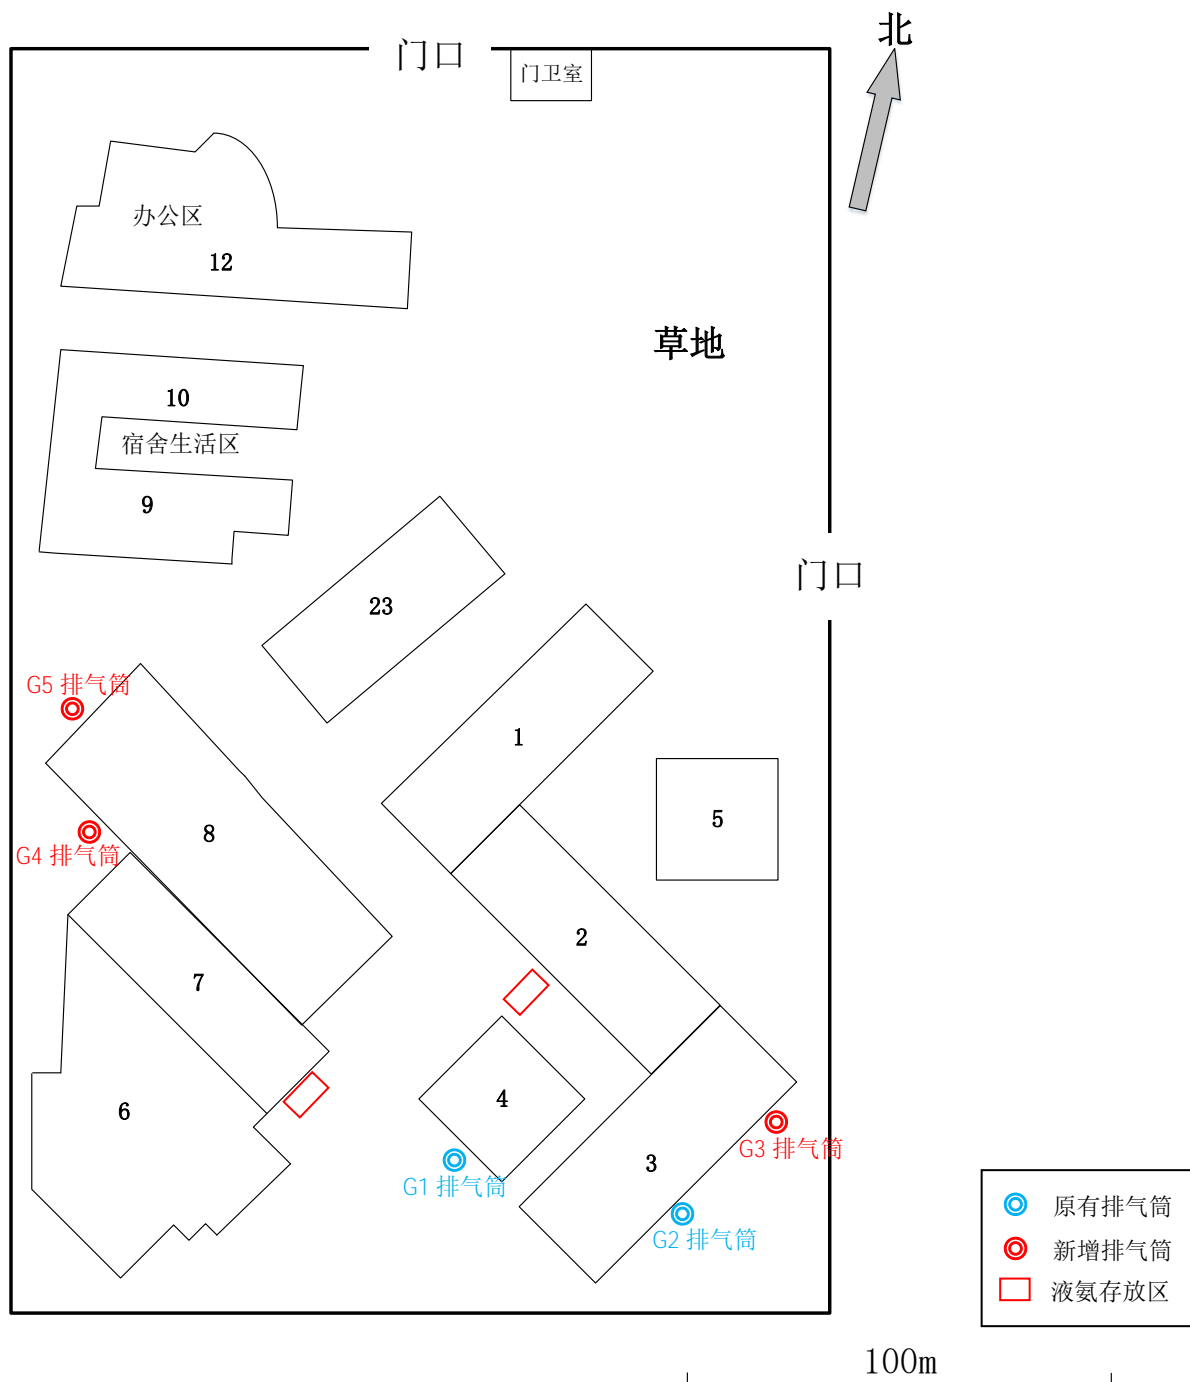 北
门口
门卫室
办公区
12
草地
10
宿舍生活区
9
门口
23
G5 排气筒
1
5
8
G4 排气筒
2
7
4
6
G3 排气筒
3
G1 排气筒
G2 排气筒
原有排气筒
新增排气筒
液氨存放区
100m